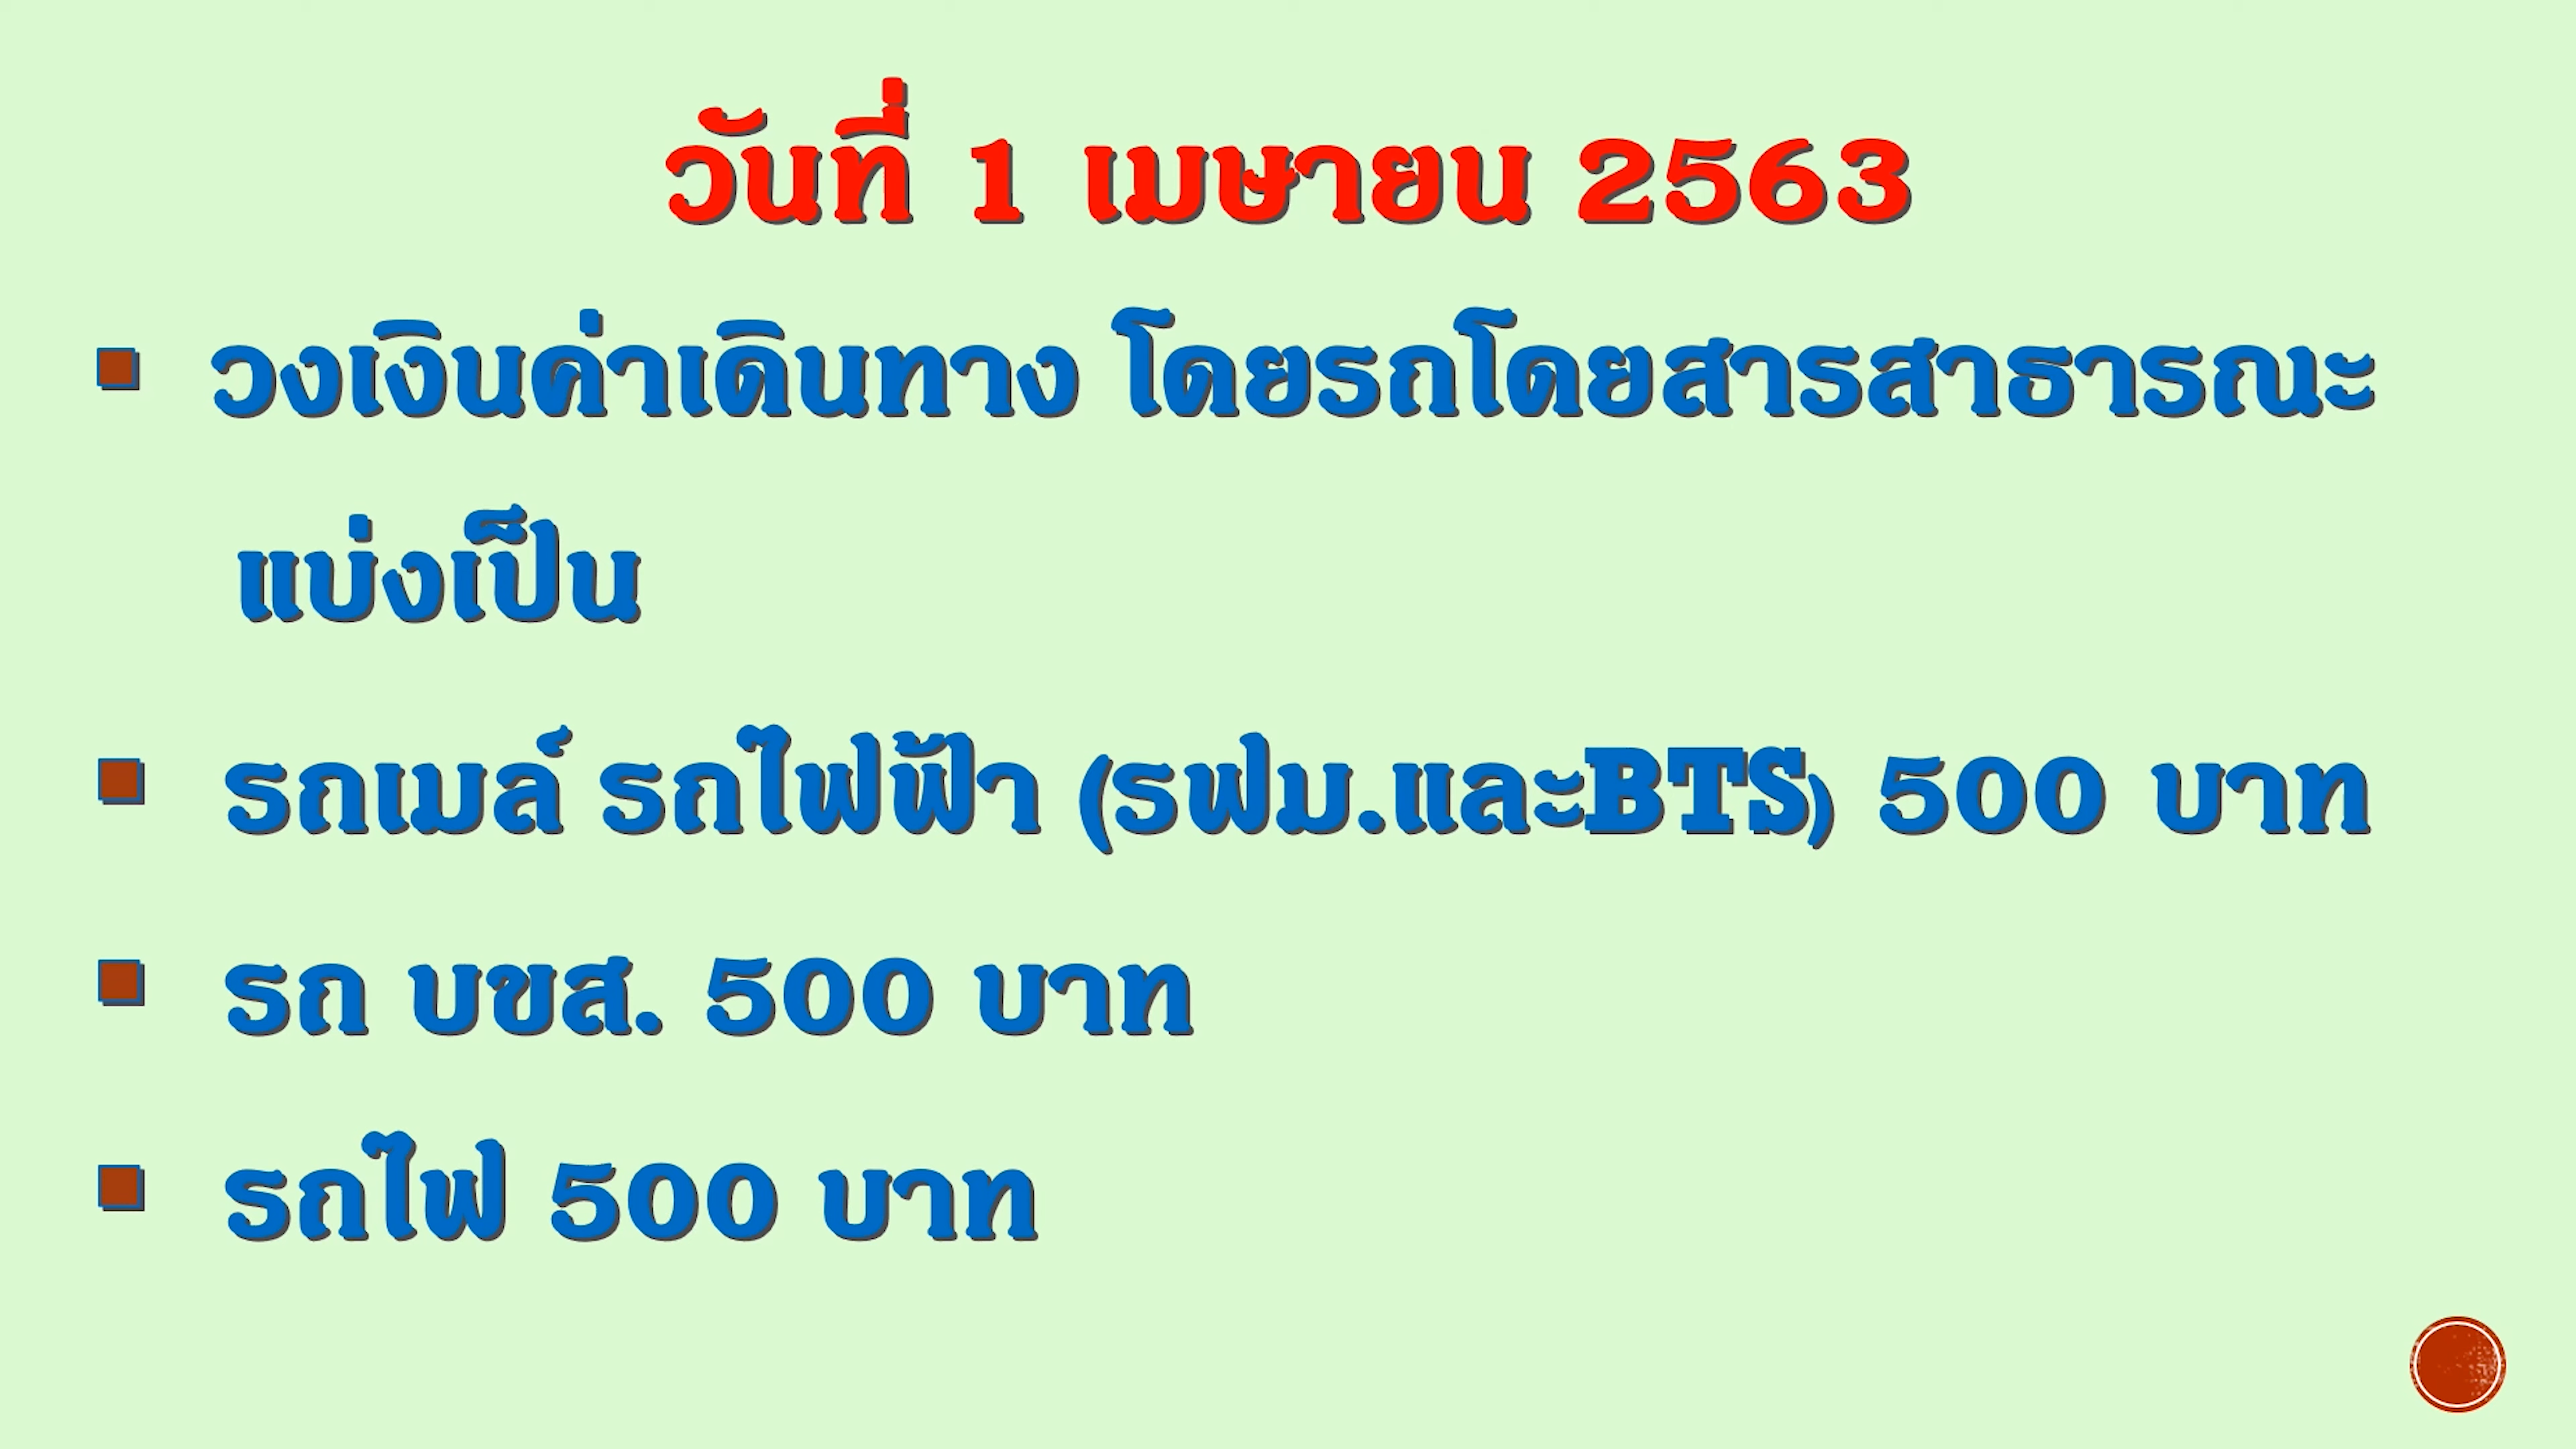 วันที่ 1 เมษายน 2563
วงเงินค่าเดินทาง โดยรถโดยสารสาธารณะ
แบ่งเป็น
รถเมล์ รถไฟฟ้า (รฟม.และBTS) 500 บาท
รถ บขส. 500 บาท
รถไฟ 500 บาท